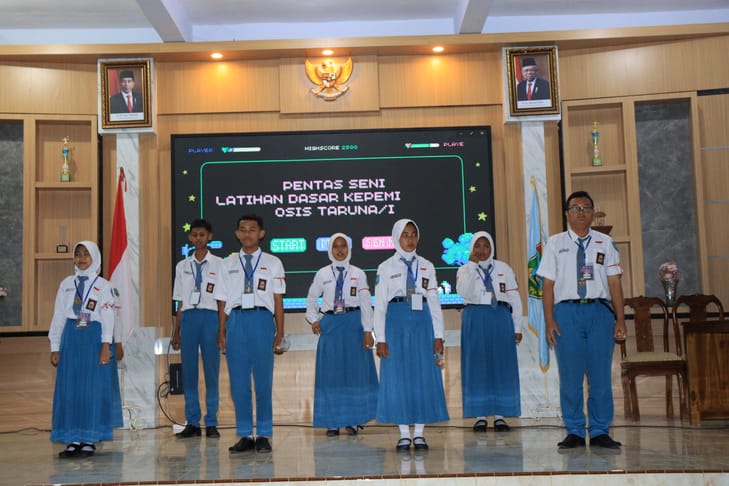 PLAYER
HIGHSCORE 2500
PLAYE
PENTAS SENI
LATIHAN DASAR KEPEMI
OSIS TARUNA/I
START